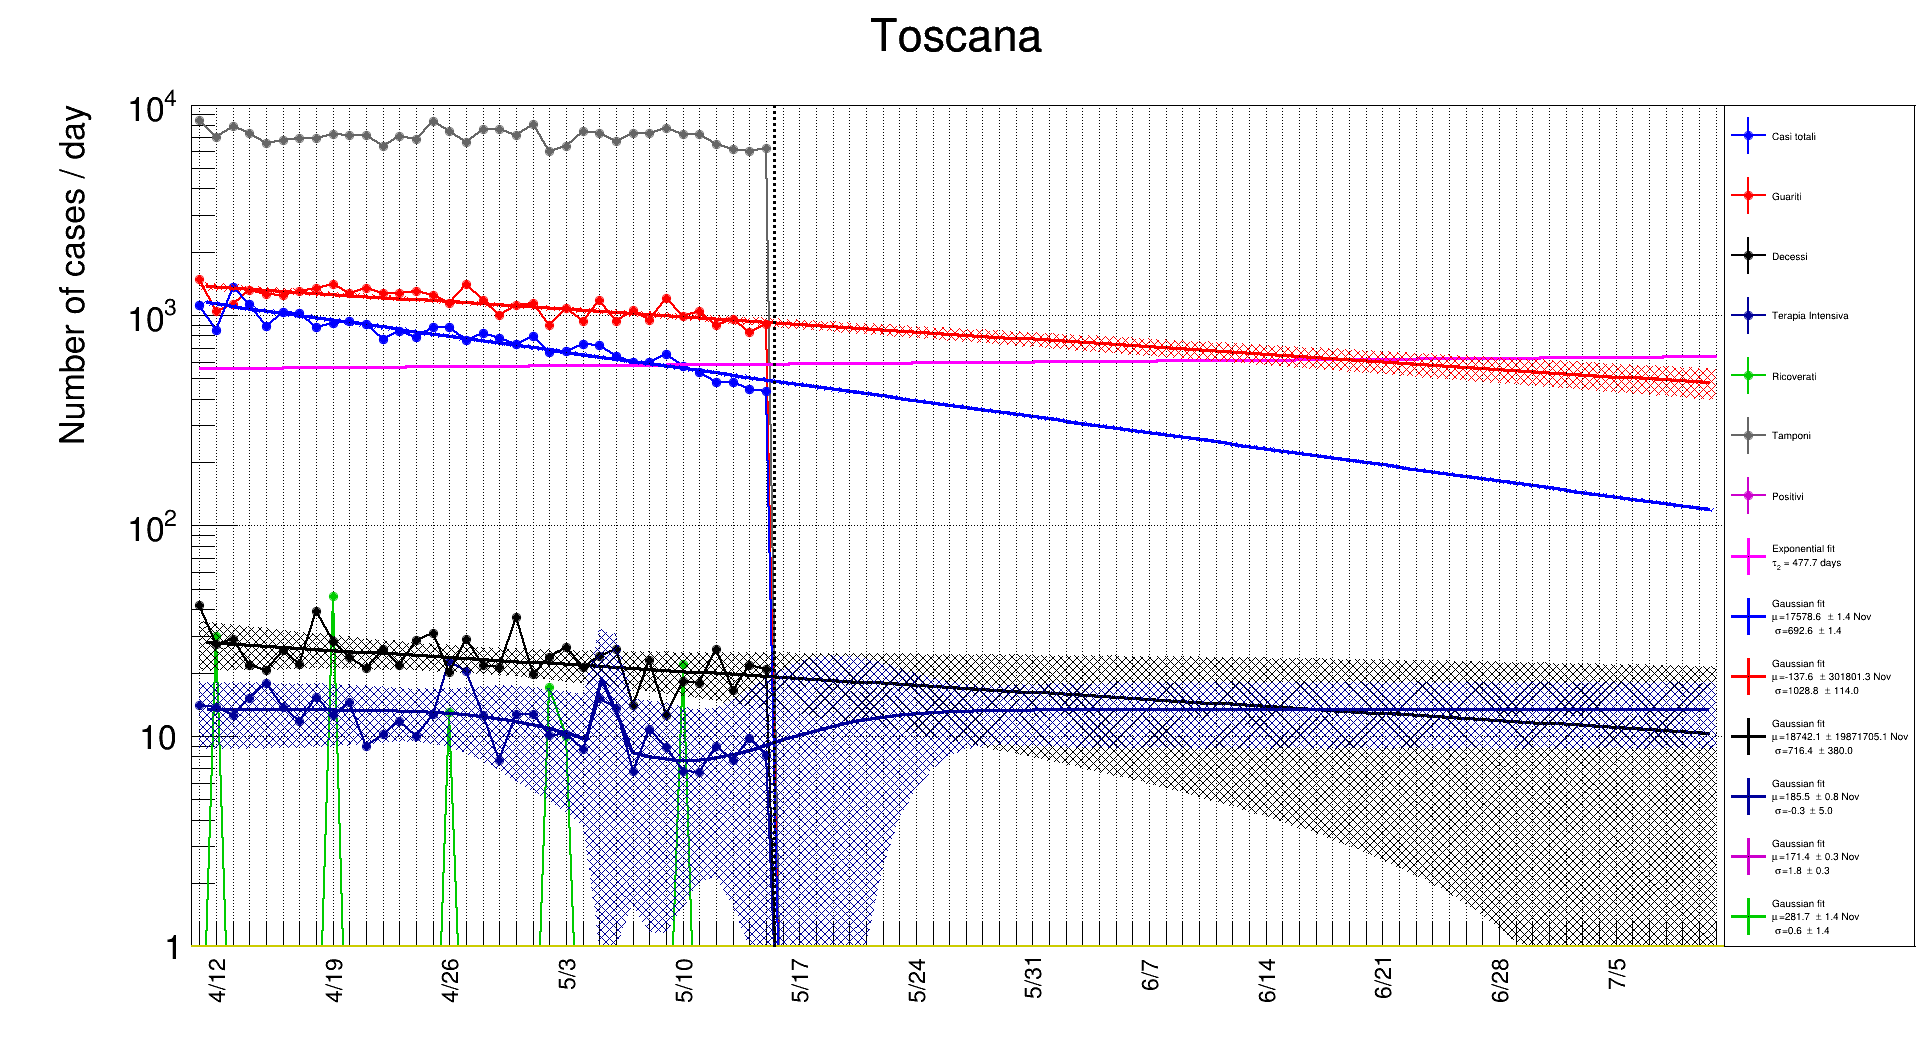 Toscana
Number of cases / day
10⁴
10³
10²
10
1
4/12
4/19
4/26
5/3
5/10
5/17
5/24
5/31
6/7
6/14
6/21
6/28
7/5
Casi totali
Guariti
Decessi
Terapia Intensiva
Ricoverati
Tamponi
Positivi
Exponential fit
τ₂ = 477.7 days
Gaussian fit
μ=17578.6 ± 1.4 Nov
σ=692.6 ± 1.4
Gaussian fit
μ=-137.6 ± 301801.3 Nov
σ=1028.8 ± 114.0
Gaussian fit
μ=18742.1 ± 19871705.1 Nov
σ=716.4 ± 380.0
Gaussian fit
μ=185.5 ± 0.8 Nov
σ=-0.3 ± 5.0
Gaussian fit
μ=171.4 ± 0.3 Nov
σ=1.8 ± 0.3
Gaussian fit
μ=281.7 ± 1.4 Nov
σ=0.6 ± 1.4